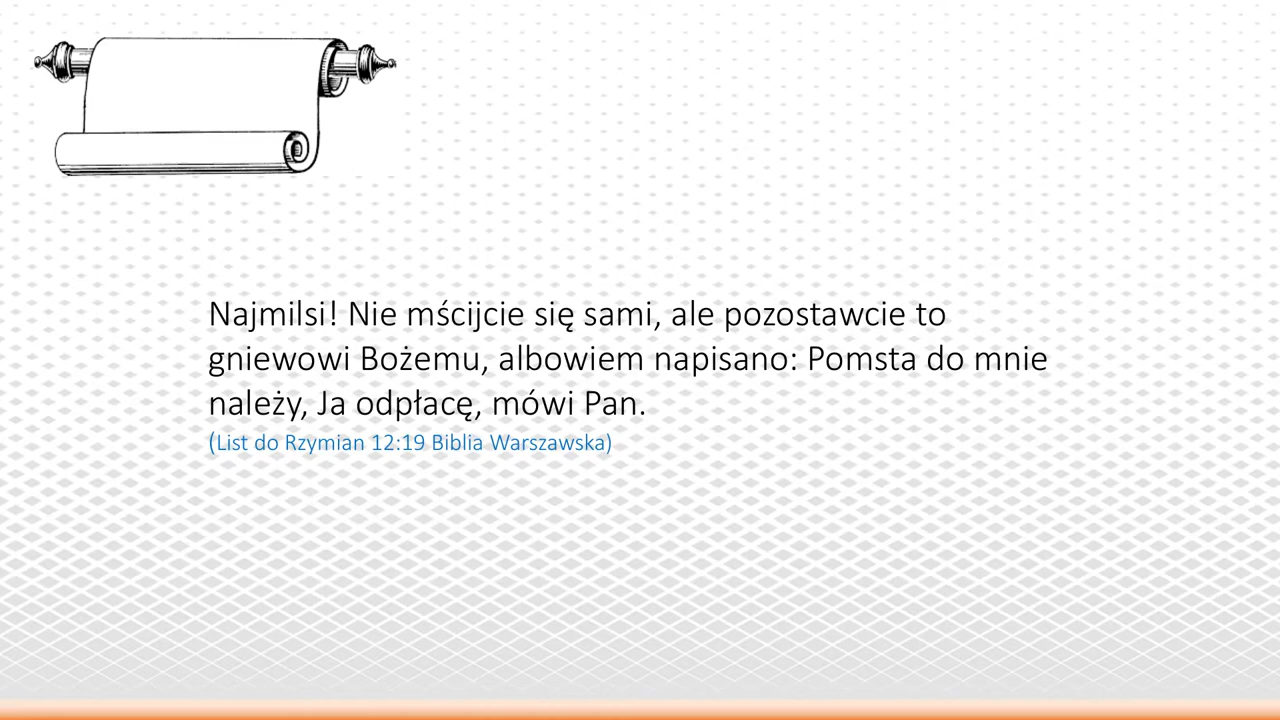 Najmilsi! Nie mścijcie się sami, ale pozostawcie to
gniewowi Bożemu, albowiem napisano: Pomsta do mnie
należy, Ja odpłacę, mówi Pan.
(List do Rzymian 12:19 Biblia Warszawska)